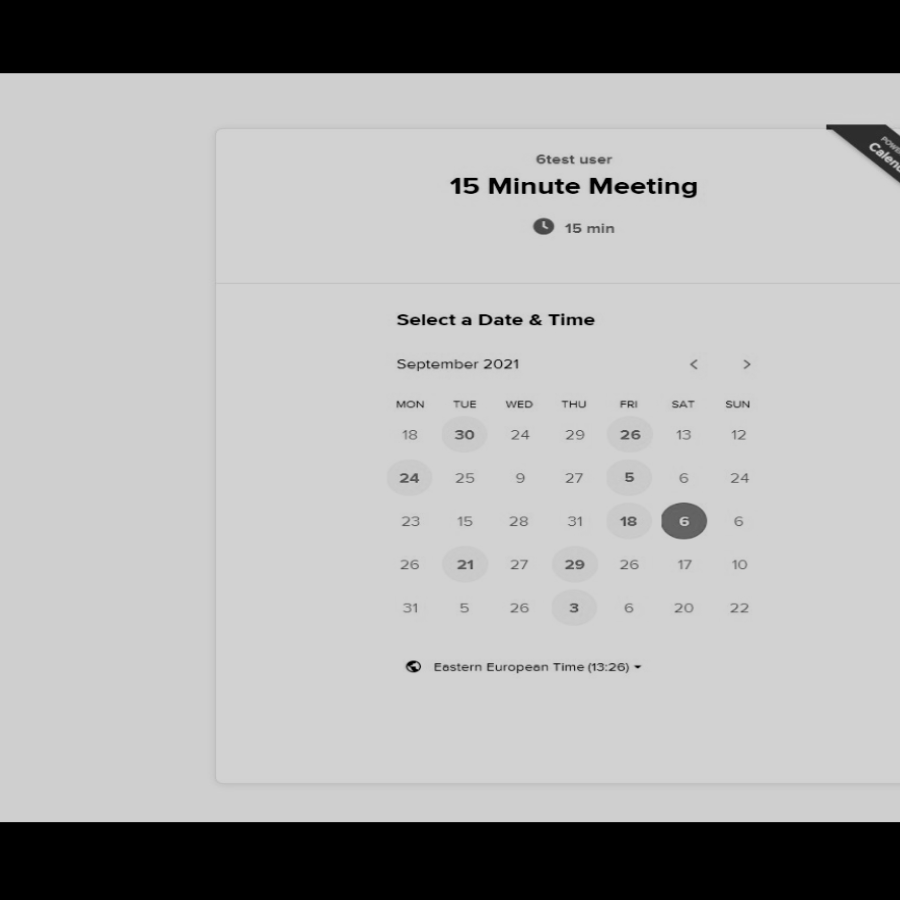 6test user
15 Minute Meeting
15 min
Select a Date & Time
September 2021
MON TUE WED THU FRI SAT SUN
18 30 24 29 26 13 12
24 25 9 27 5 6 24
23 15 28 31 18 6 6
26 21 27 29 26 17 10
31 5 26 3 6 20 22
Eastern European Time (13:26)